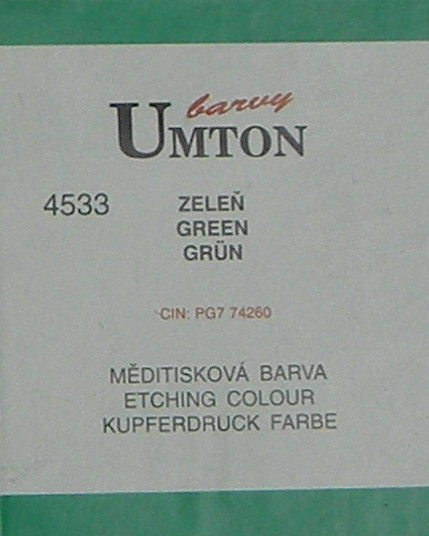 barvy
UMTON
4533 ZELEŇ
GREEN
GRÜN
CIN: PG7 74260
MĚDITISKOVÁ BARVA
ETCHING COLOUR
KUPFERDRUCK FARBE